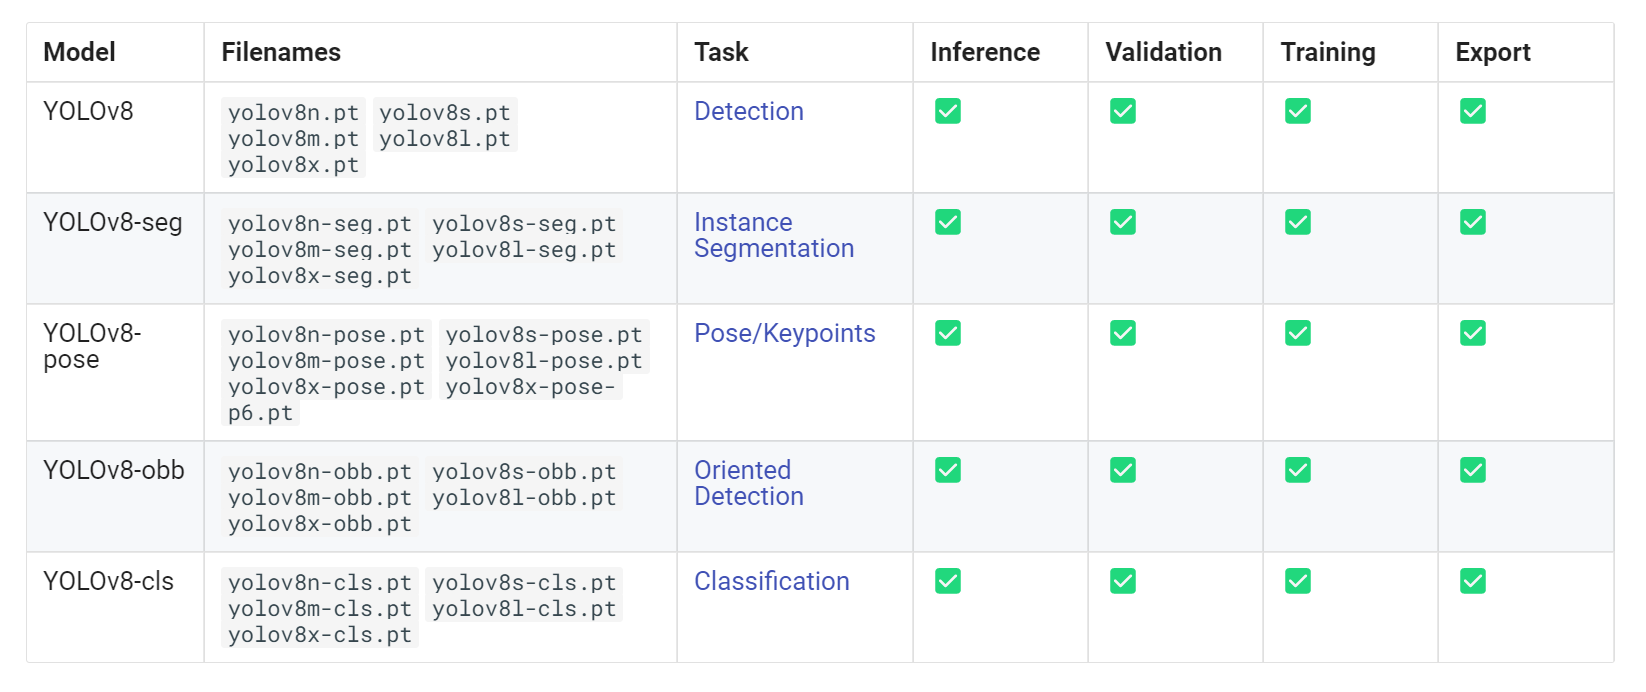 Model Filenames Task Inference Validation Training Export
YOLOv8 yolov8n.pt yolov8s.pt Detection ✅ ✅ ✅ ✅
yolov8m.pt yolov8l.pt
yolov8x.pt
YOLOv8-seg yolov8n-seg.pt yolov8s-seg.pt Instance ✅ ✅ ✅ ✅
yolov8m-seg.pt yolov8l-seg.pt Segmentation
yolov8x-seg.pt
YOLOv8- yolov8n-pose.pt yolov8s-pose.pt Pose/Keypoints ✅ ✅ ✅ ✅
pose yolov8m-pose.pt yolov8l-pose.pt
yolov8x-pose.pt yolov8x-pose-
p6.pt
YOLOv8-obb yolov8n-obb.pt yolov8s-obb.pt Oriented ✅ ✅ ✅ ✅
yolov8m-obb.pt yolov8l-obb.pt Detection
yolov8x-obb.pt
YOLOv8-cls yolov8n-cls.pt yolov8s-cls.pt Classification ✅ ✅ ✅ ✅
yolov8m-cls.pt yolov8l-cls.pt
yolov8x-cls.pt